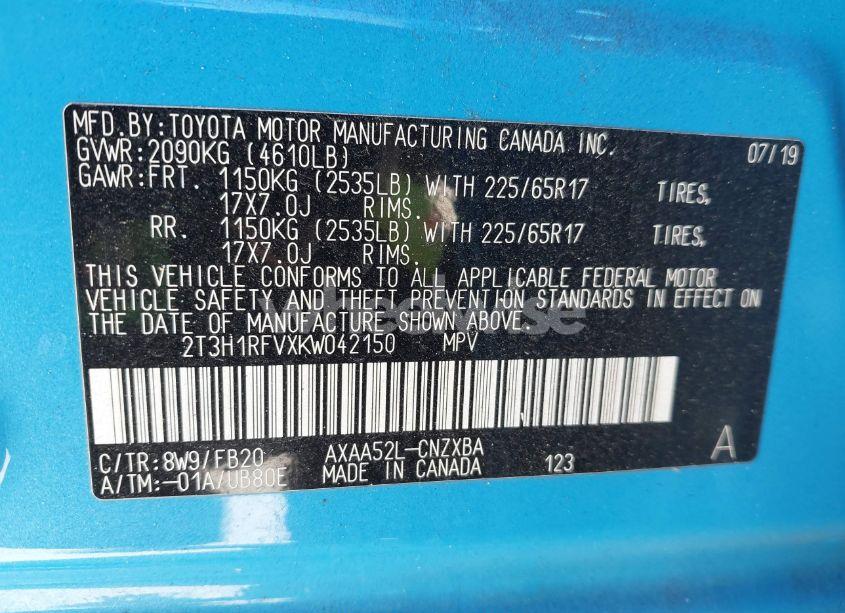 MFD.BY:TOYOTA MOTOR MANUFACTURING CANADA INC. 07/19
GVWR:2090KG (4610LB)
GAWR:FRT. 1150KG (2535LB) WITH 225/65R17 TIRES,
17X7.0J RIMS.
RR. 1150KG (2535LB) WITH 225/65R17 TIRES,
17X7.0J RIMS.
THIS VEHICLE CONFORMS TO ALL APPLICABLE FEDERAL MOTOR
VEHICLE SAFETY AND THEFT PREVENTION STANDARDS IN EFFECT ON
THE DATE OF MANUFACTURE SHOWN ABOVE.
2T3H1RFVXKW042150 MPV
C/TR:8W9/FB20 AXAA52L-CNZXBA 123 A
A/TM:-01A/UB80E MADE IN CANADA